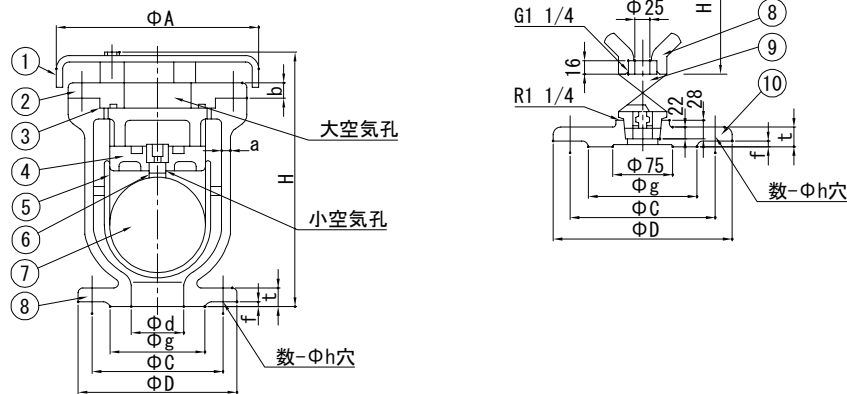 ΦA
①
②
③
④
⑤
⑥
⑦
⑧
b
a
H
大空気孔
小空気孔
t
f
Φd
Φg
ΦC
ΦD
数-Φh穴
Φ25
G1 1/4
H
⑧
⑨
16
R1 1/4
22
28
⑩
t
f
Φ75
Φg
ΦC
ΦD
数-Φh穴